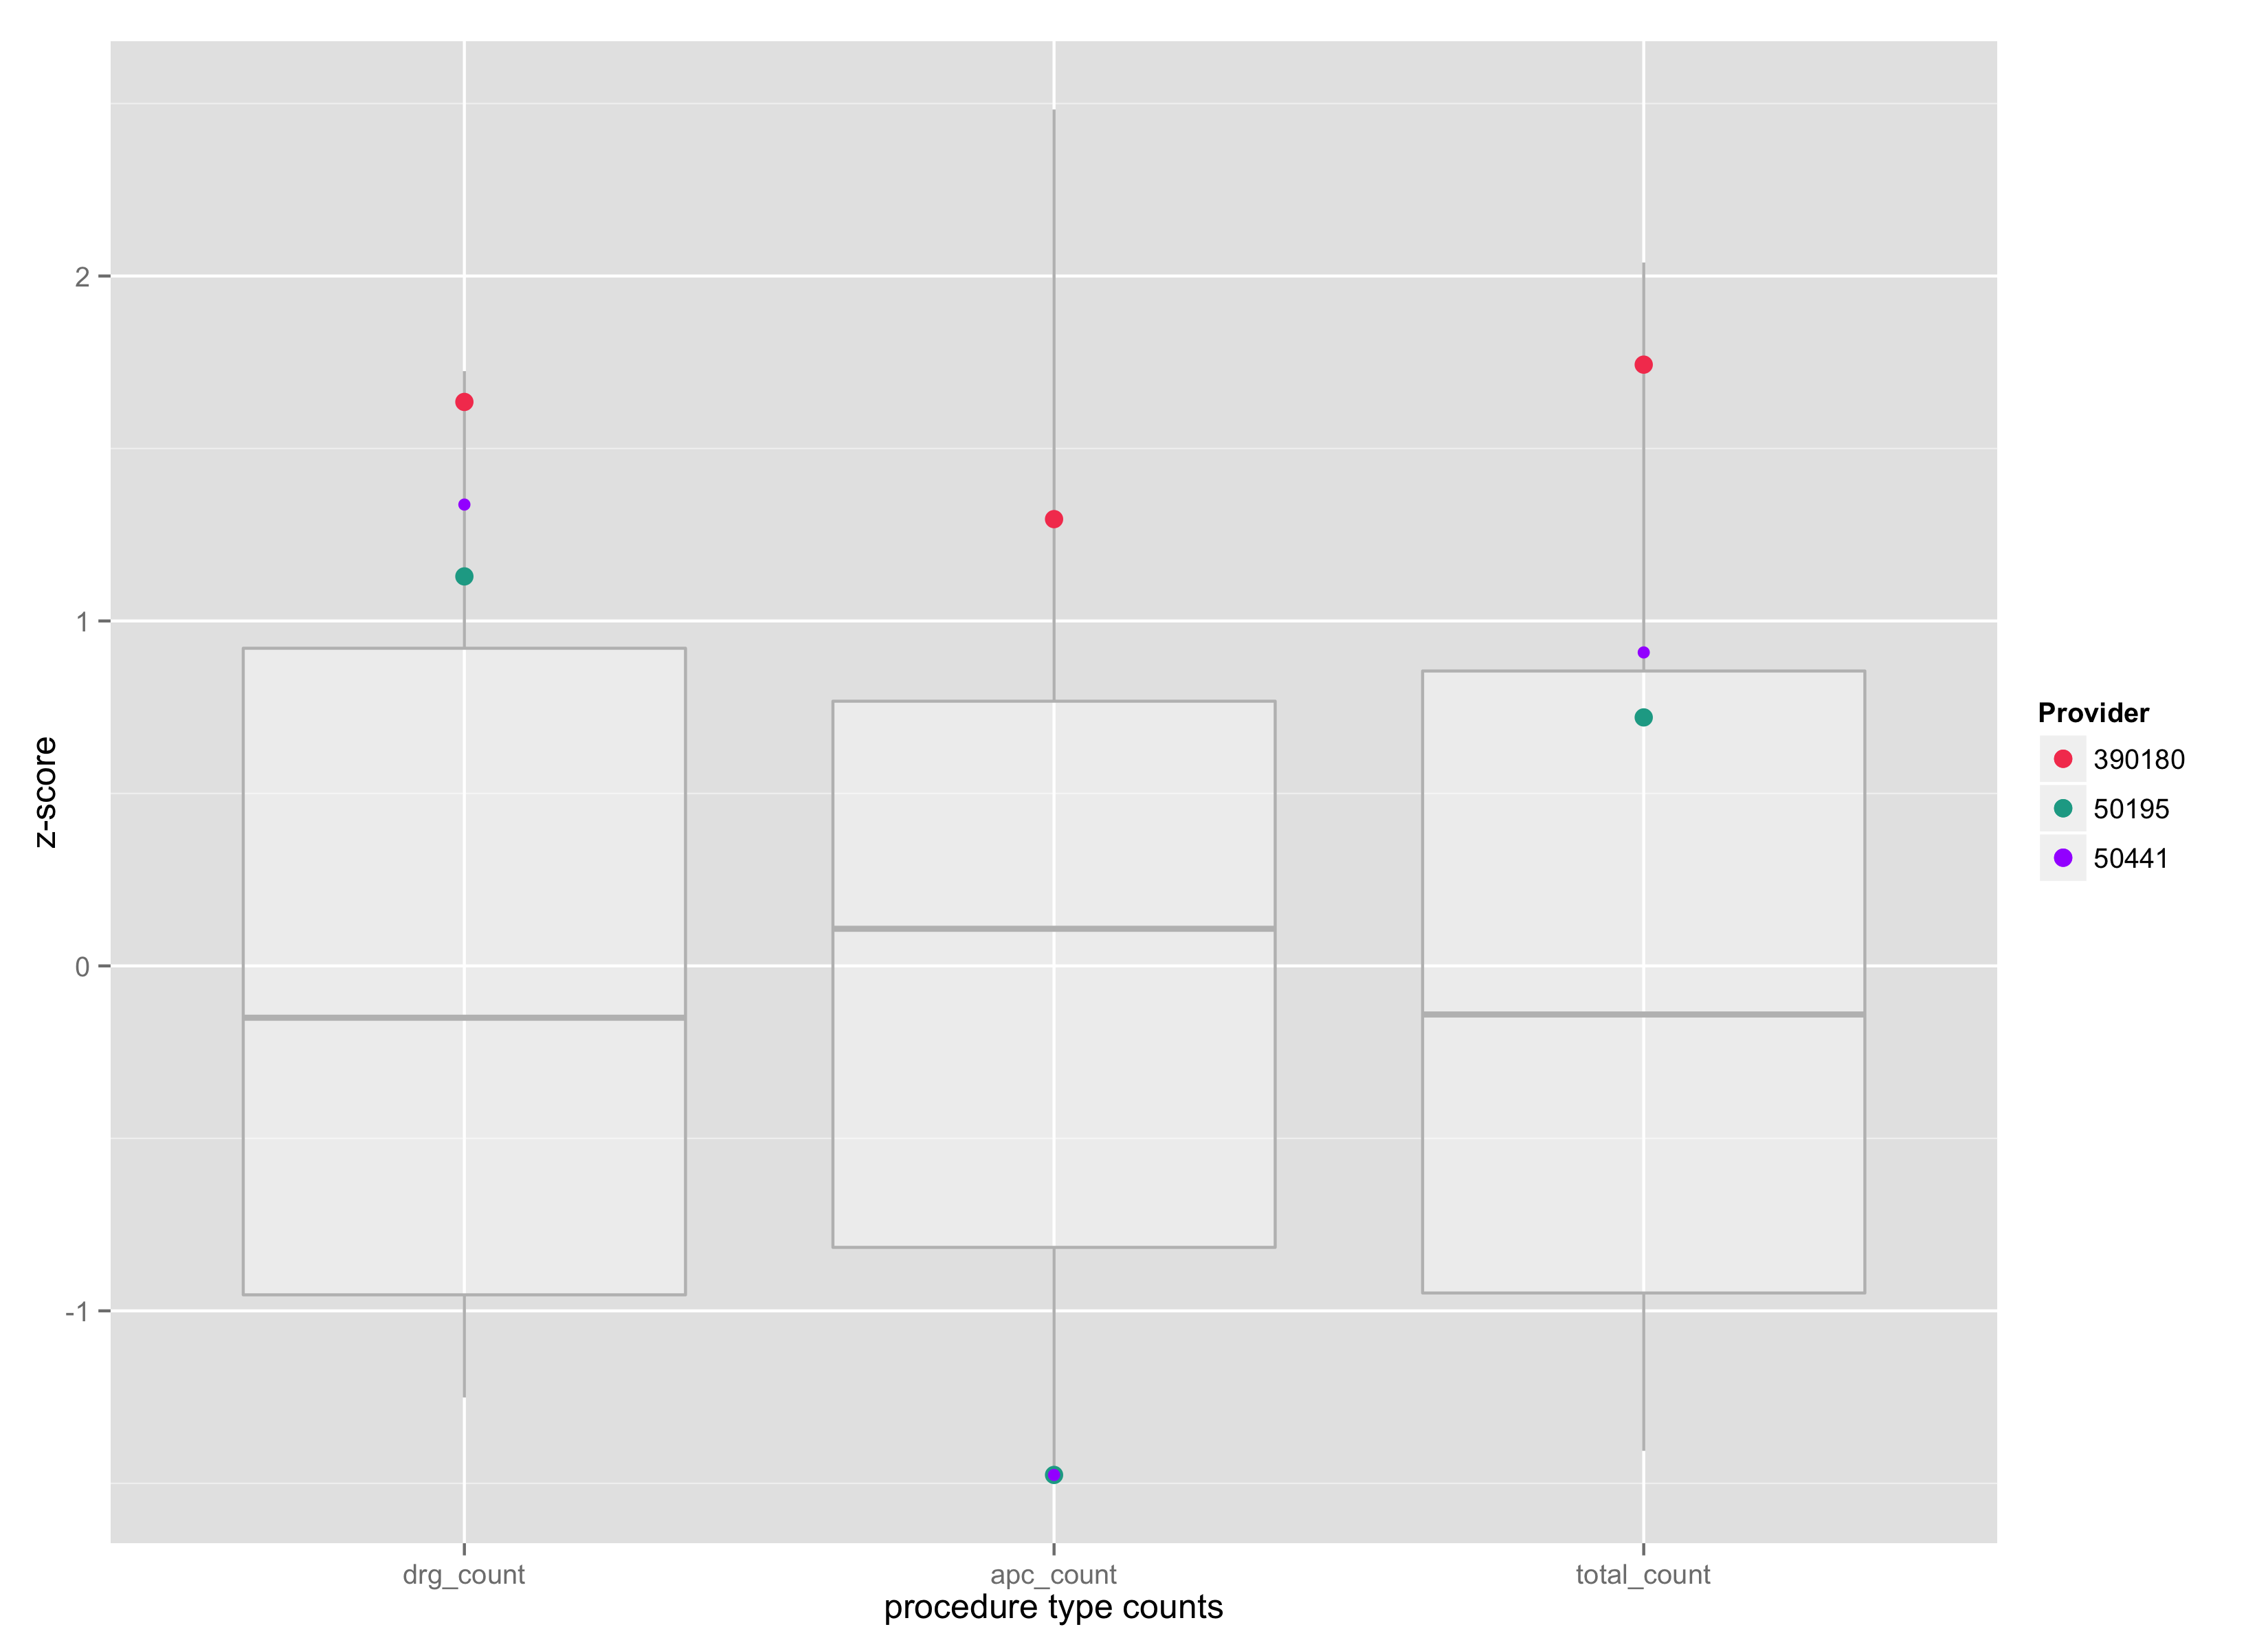 z-score
2
1
0
-1
drg_count
apc_count
total_count
procedure type counts
Provider
390180
50195
50441